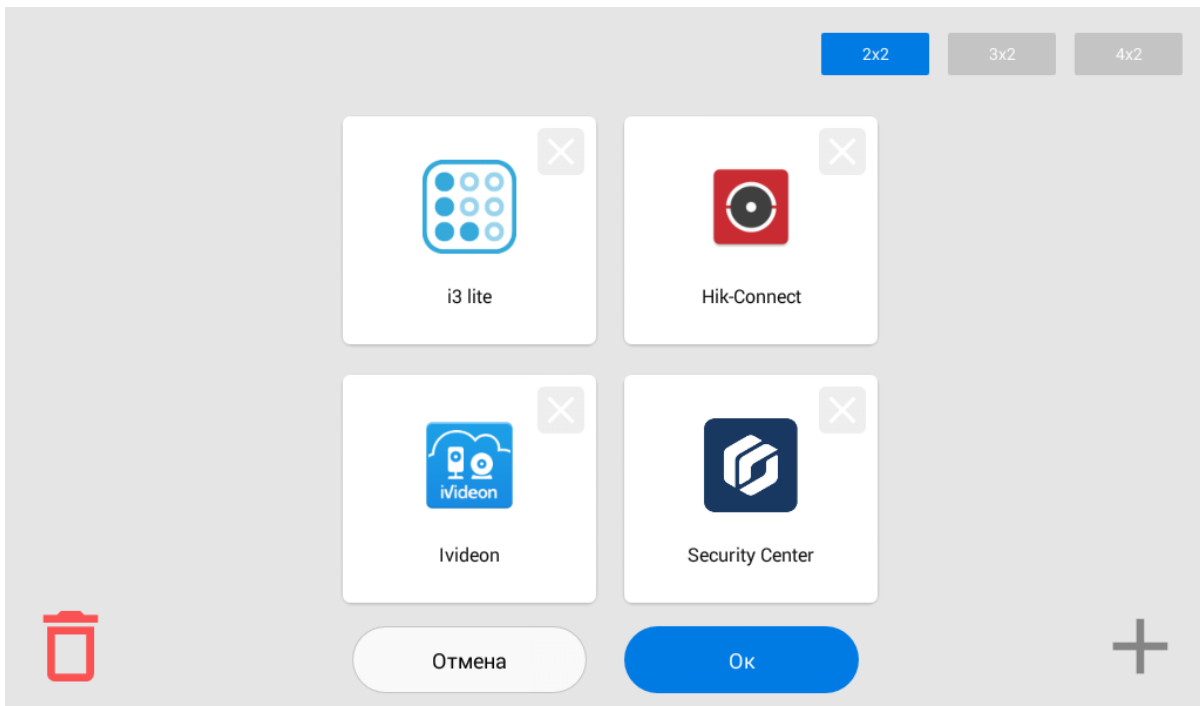 2x2 3x2 4x2
i3 lite Hik-Connect
iVideon
Ivideon Security Center
Отмена Ок